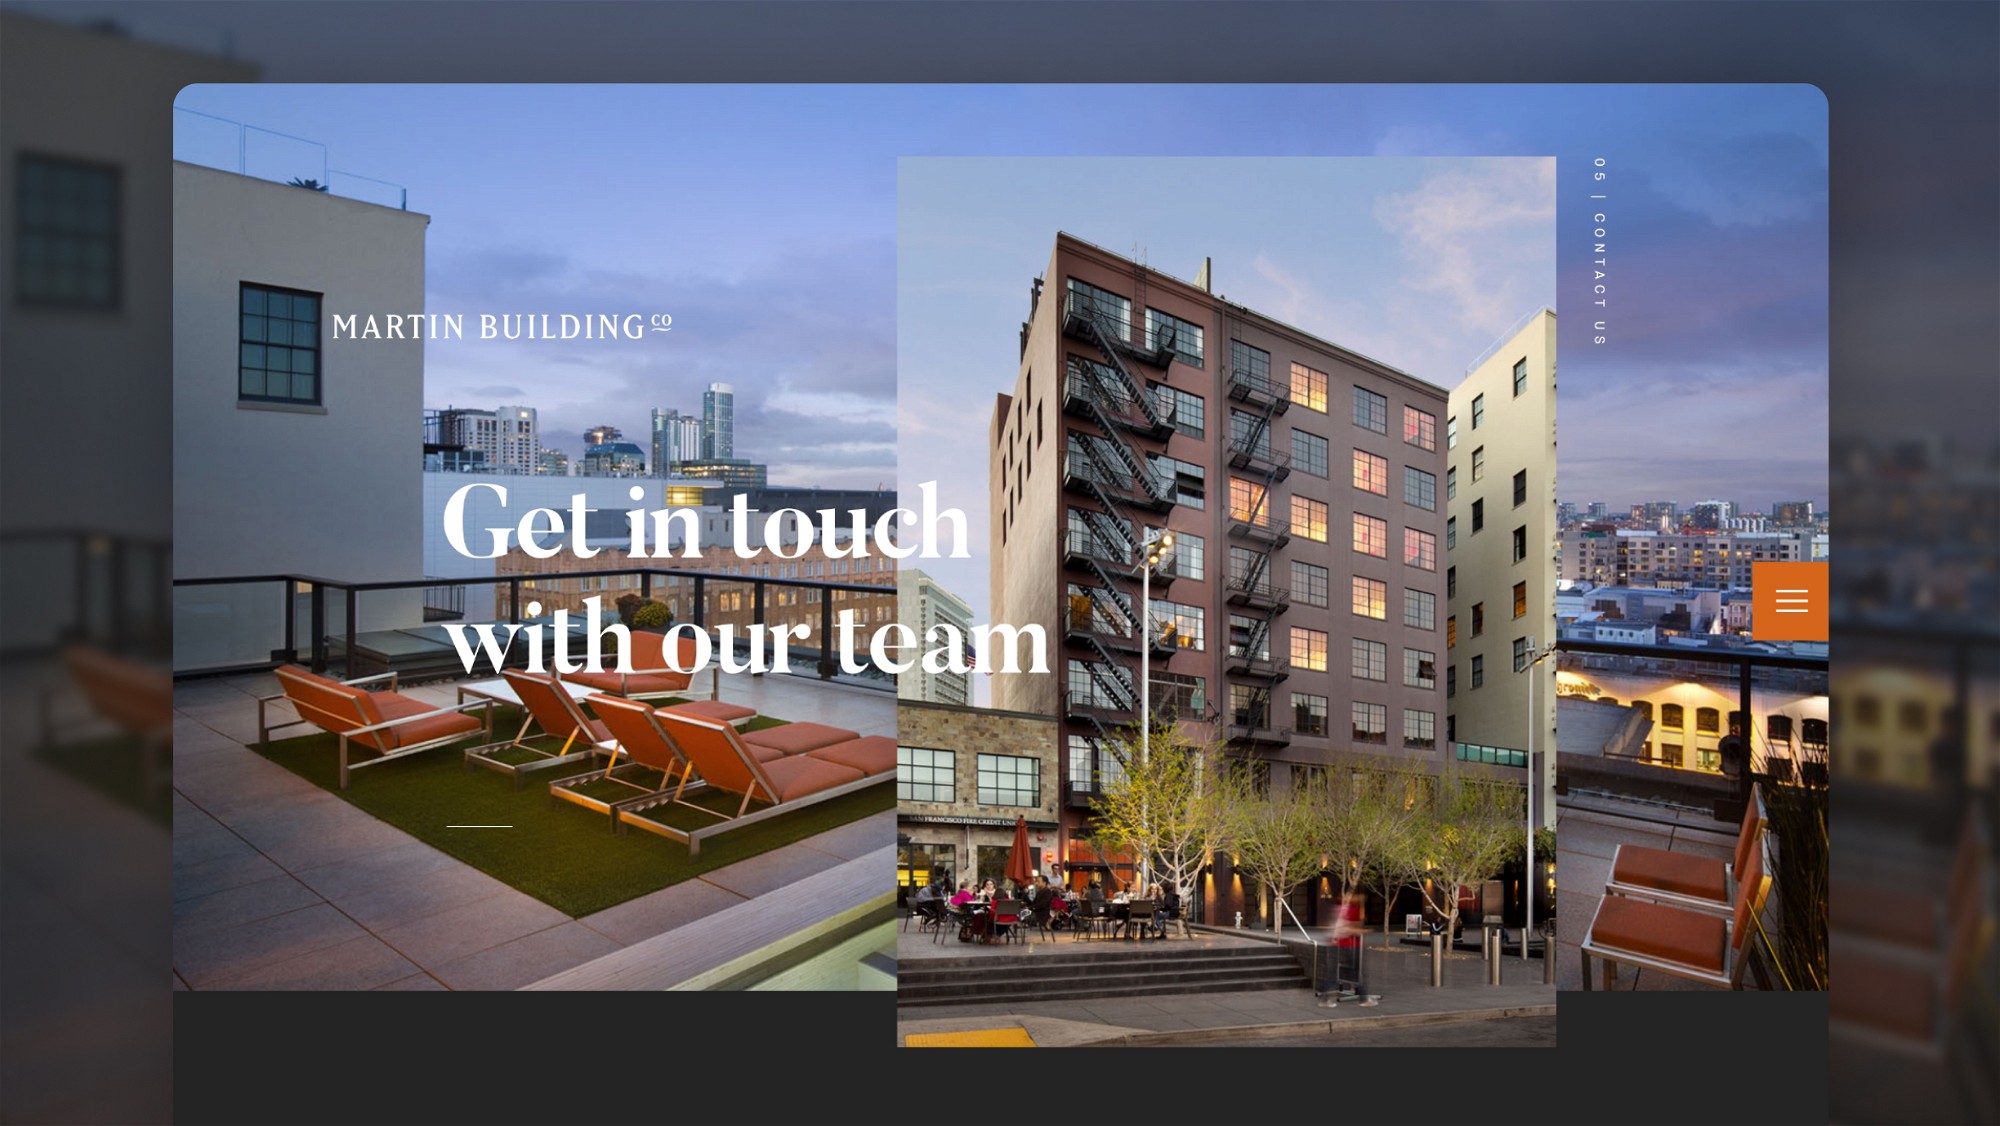 MARTIN BUILDING CO
05 | CONTACT US
Get in touch
with our team
SAN FRANCISCO FIRE CREDIT UNION